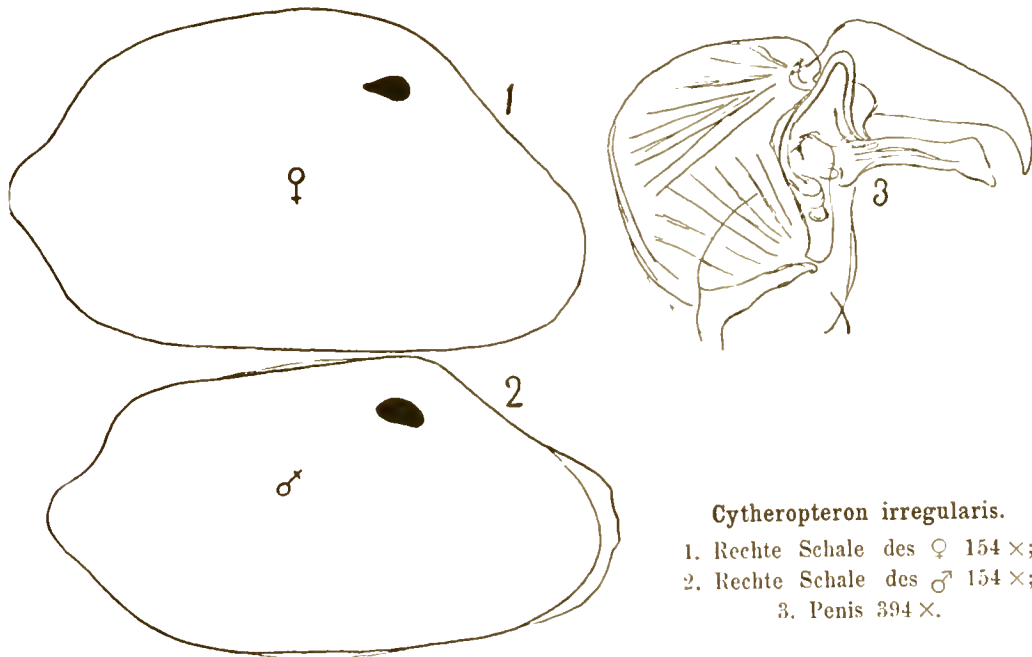 1
♀
3
2
♂
Cytheropteron irregularis.
1. Rechte Schale des ♀ 154 ×;
2. Rechte Schale des ♂ 154 ×;
3. Penis 394 ×.